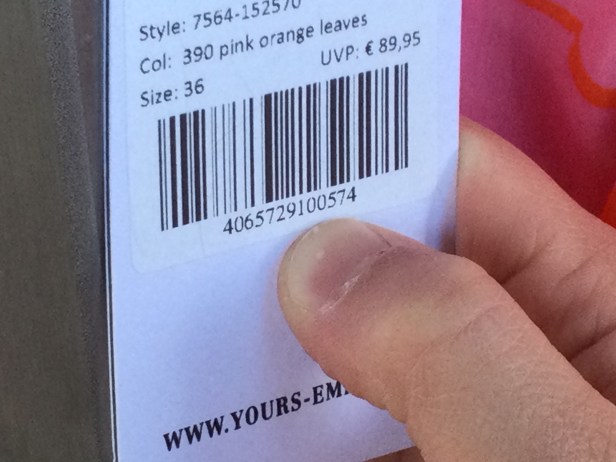 Style: 7564-152570
Col: 390 pink orange leaves
UVP: € 89,95
Size: 36
4065729100574
WWW.YOURS-EM